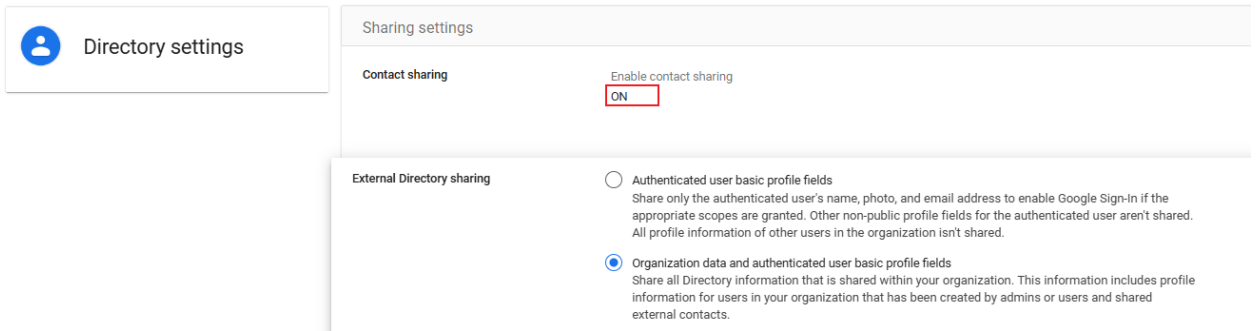 Directory settings
Sharing settings
Contact sharing
Enable contact sharing
ON
External Directory sharing
Authenticated user basic profile fields
Share only the authenticated user's name, photo, and email address to enable Google Sign-In if the
appropriate scopes are granted. Other non-public profile fields for the authenticated user aren't shared.
All profile information of other users in the organization isn't shared.
Organization data and authenticated user basic profile fields
Share all Directory information that is shared within your organization. This information includes profile
information for users in your organization that has been created by admins or users and shared
external contacts.